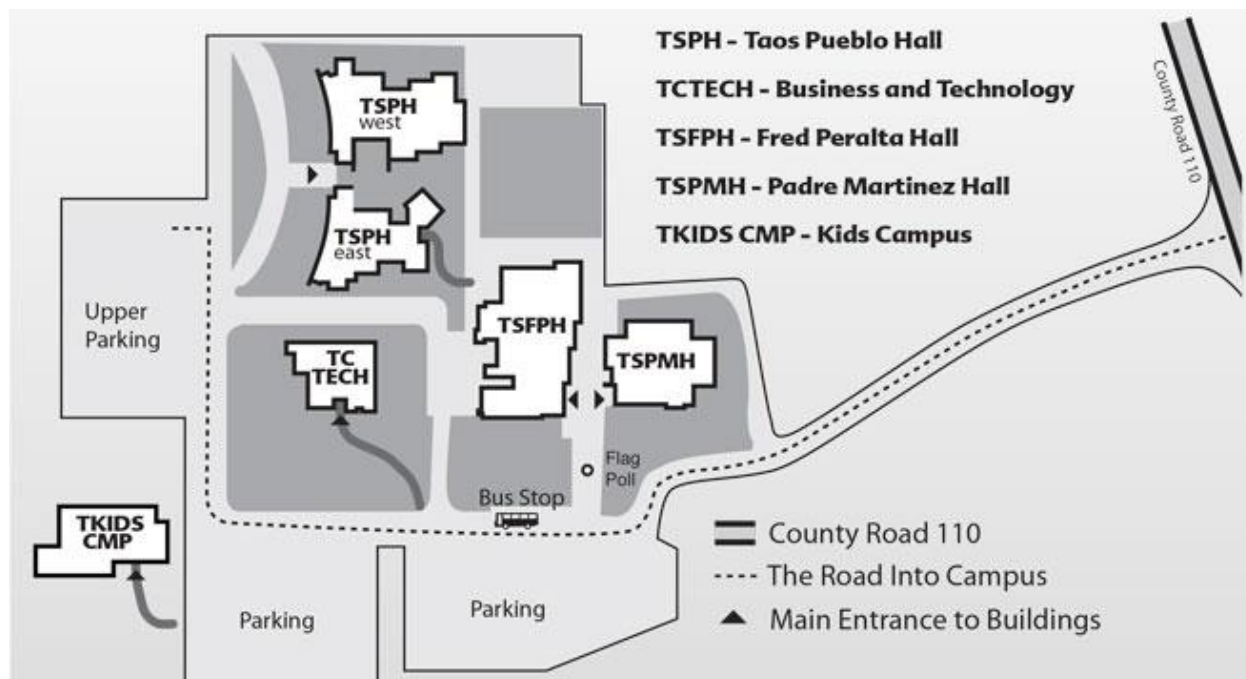 TSPH - Taos Pueblo Hall
TCTECH - Business and Technology
TSFPH - Fred Peralta Hall
TSPMH - Padre Martinez Hall
TKIDS CMP - Kids Campus
County Road 110
TSPH
west
TSPH
east
Upper
Parking
TSFPH
TSPMH
TC
TECH
Flag
Poll
Bus Stop
TKIDS
CMP
Parking
Parking
County Road 110
The Road Into Campus
Main Entrance to Buildings